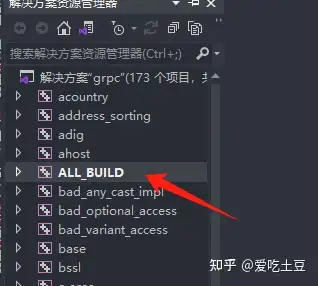 解决方案资源管理器
搜索解决方案资源管理器(Ctrl+;)
解决方案"grpc"(173 个项目，共
acountry
address_sorting
adig
ahost
ALL_BUILD
bad_any_cast_impl
bad_optional_access
bad_variant_access
base
bssl
知乎 @爱吃土豆